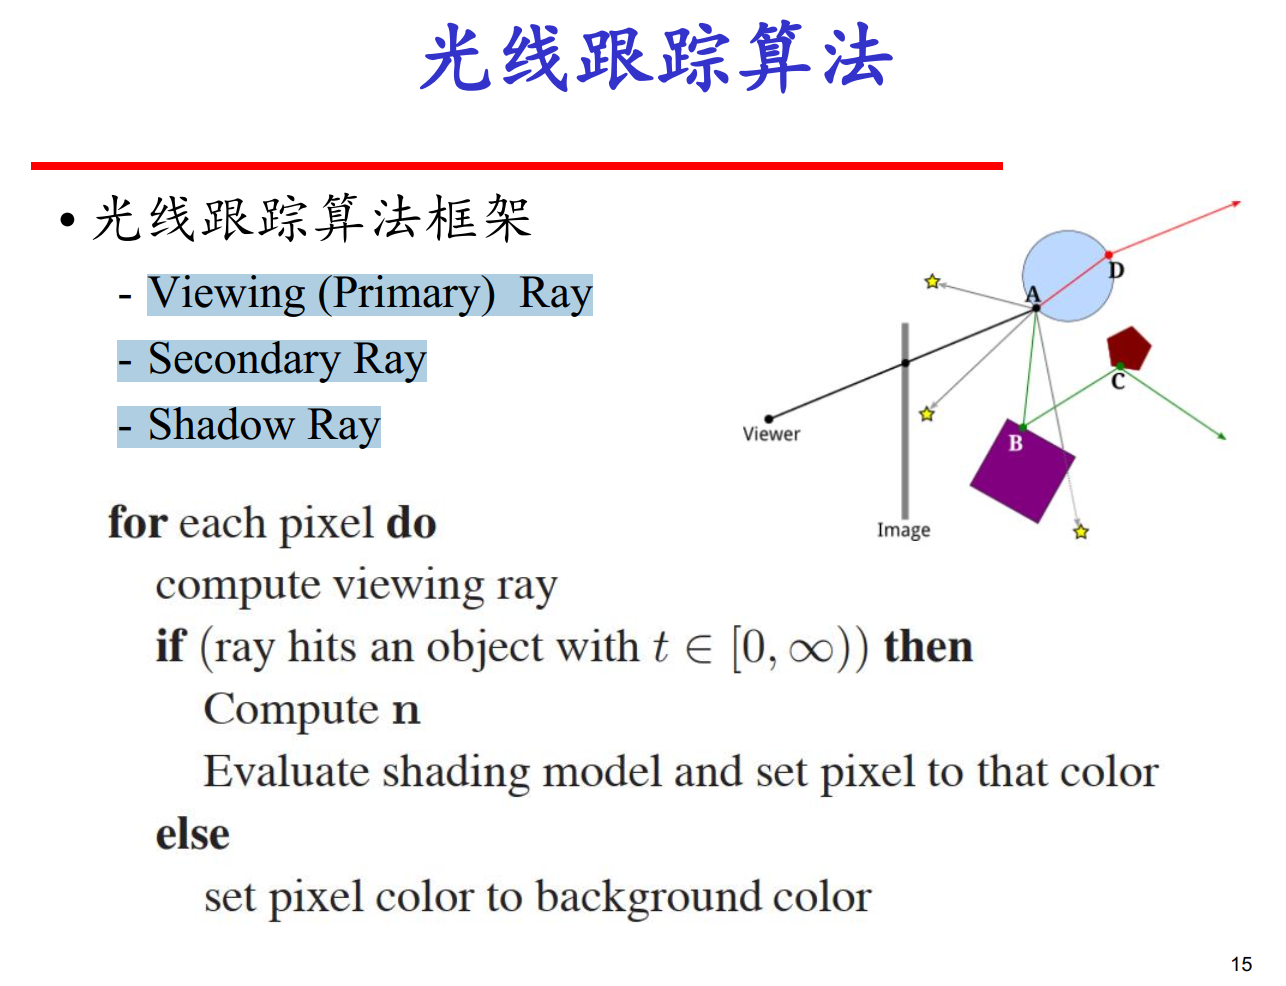 光线跟踪算法
• 光线跟踪算法框架
- Viewing (Primary) Ray
- Secondary Ray
- Shadow Ray
A
D
C
B
Viewer
Image
for each pixel do
compute viewing ray
if (ray hits an object with t ∈ [0, ∞)) then
Compute n
Evaluate shading model and set pixel to that color
else
set pixel color to background color
15